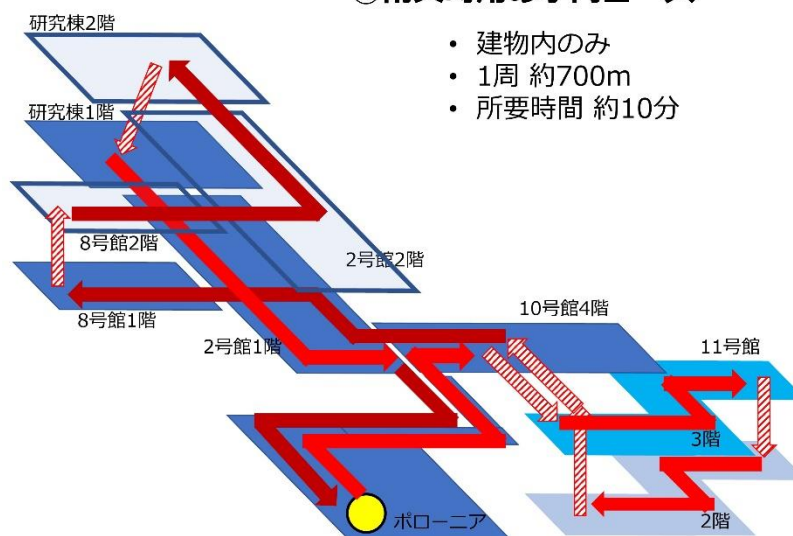 研究棟2階
• 建物内のみ
• 1周 約700m
• 所要時間 約10分
研究棟1階
8号館2階
2号館2階
8号館1階
10号館4階
2号館1階
11号館
3階
2階
ポローニア